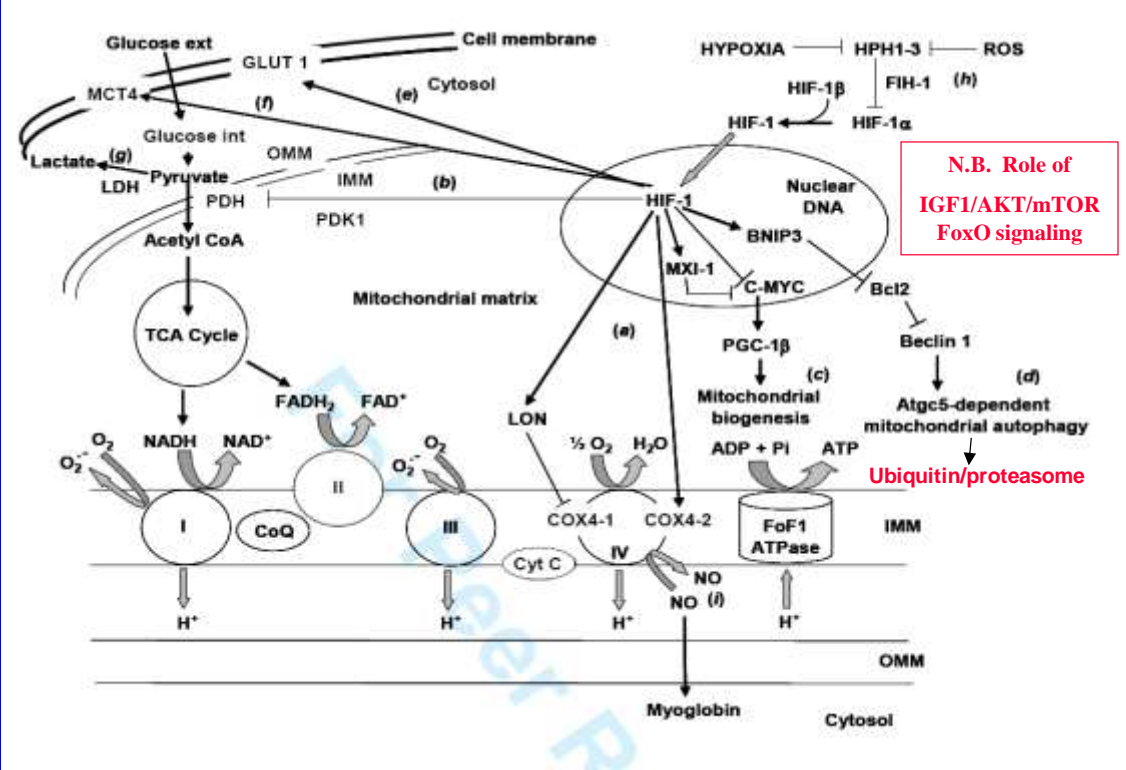 Glucose ext
Cell membrane
GLUT 1
Cytosol
MCT4
(f)
(e)
Glucose int
Lactate
(g)
LDH
Pyruvate
OMM
IMM
(b)
PDH
PDK1
Acetyl CoA
HYPOXIA
HPH1-3
ROS
FIH-1
(h)
HIF-1β
HIF-1
HIF-1α
N.B. Role of
IGF1/AKT/mTOR
FoxO signaling
Nuclear
DNA
HIF-1
BNIP3
MXI-1
C-MYC
Bcl2
Mitochondrial matrix
(a)
PGC-1β
Beclin 1
TCA Cycle
(c)
(d)
Mitochondrial
biogenesis
Atgc5-dependent
mitochondrial autophagy
Ubiquitin/proteasome
FADH₂
FAD⁺
LON
O₂
O₂·⁻
NADH
NAD⁺
O₂
O₂·⁻
½ O₂
H₂O
ADP + Pi
ATP
I
CoQ
II
III
Cyt C
COX4-1
COX4-2
IV
FoF1
ATPase
IMM
NO
NO
(i)
H⁺
H⁺
H⁺
H⁺
OMM
Myoglobin
Cytosol
For Peer R